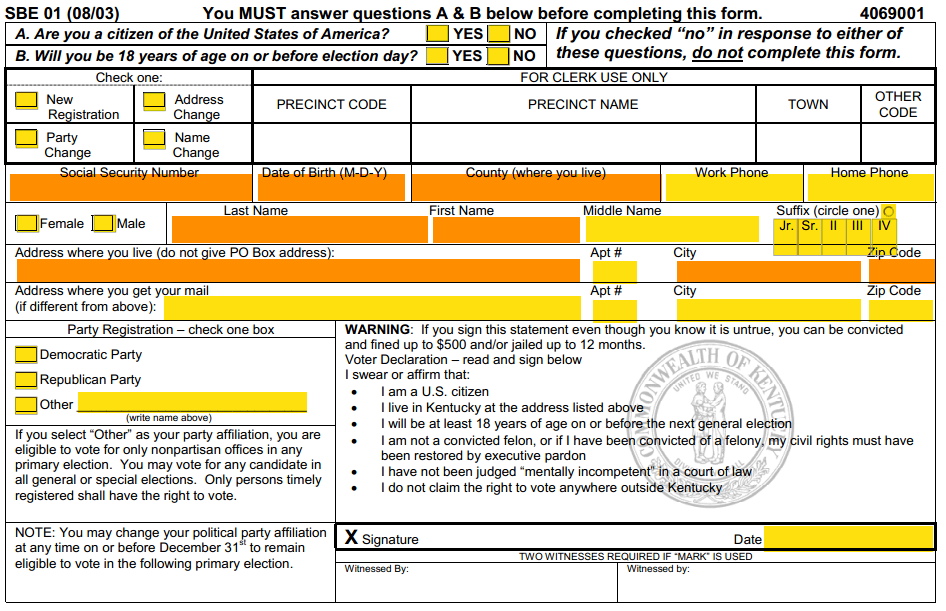 SBE 01 (08/03) You MUST answer questions A & B below before completing this form. 4069001
A. Are you a citizen of the United States of America? YES NO
B. Will you be 18 years of age on or before election day? YES NO
If you checked “no” in response to either of
these questions, do not complete this form.
Check one:
New
Registration
Address
Change
Party
Change
Name
Change
FOR CLERK USE ONLY
PRECINCT CODE PRECINCT NAME TOWN OTHER
CODE
Social Security Number Date of Birth (M-D-Y) County (where you live) Work Phone Home Phone
Female Male Last Name First Name Middle Name Suffix (circle one)
Jr. Sr. II III IV
Address where you live (do not give PO Box address): Apt # City Zip Code
Address where you get your mail Apt # City Zip Code
(if different from above):
Party Registration – check one box
Democratic Party
Republican Party
Other
(write name above)
If you select “Other” as your party affiliation, you are
eligible to vote for only nonpartisan offices in any
primary election. You may vote for any candidate in
all general or special elections. Only persons timely
registered shall have the right to vote.
NOTE: You may change your political party affiliation
at any time on or before December 31st to remain
eligible to vote in the following primary election.
WARNING: If you sign this statement even though you know it is untrue, you can be convicted
and fined up to $500 and/or jailed up to 12 months.
Voter Declaration – read and sign below
I swear or affirm that:
• I am a U.S. citizen
• I live in Kentucky at the address listed above
• I will be at least 18 years of age on or before the next general election
• I am not a convicted felon, or if I have been convicted of a felony, my civil rights must have
been restored by executive pardon
• I have not been judged “mentally incompetent” in a court of law
• I do not claim the right to vote anywhere outside Kentucky
COMMONWEALTH OF KENTUCKY
UNITED WE STAND
X Signature Date
TWO WITNESSES REQUIRED IF “MARK” IS USED
Witnessed By: Witnessed by: